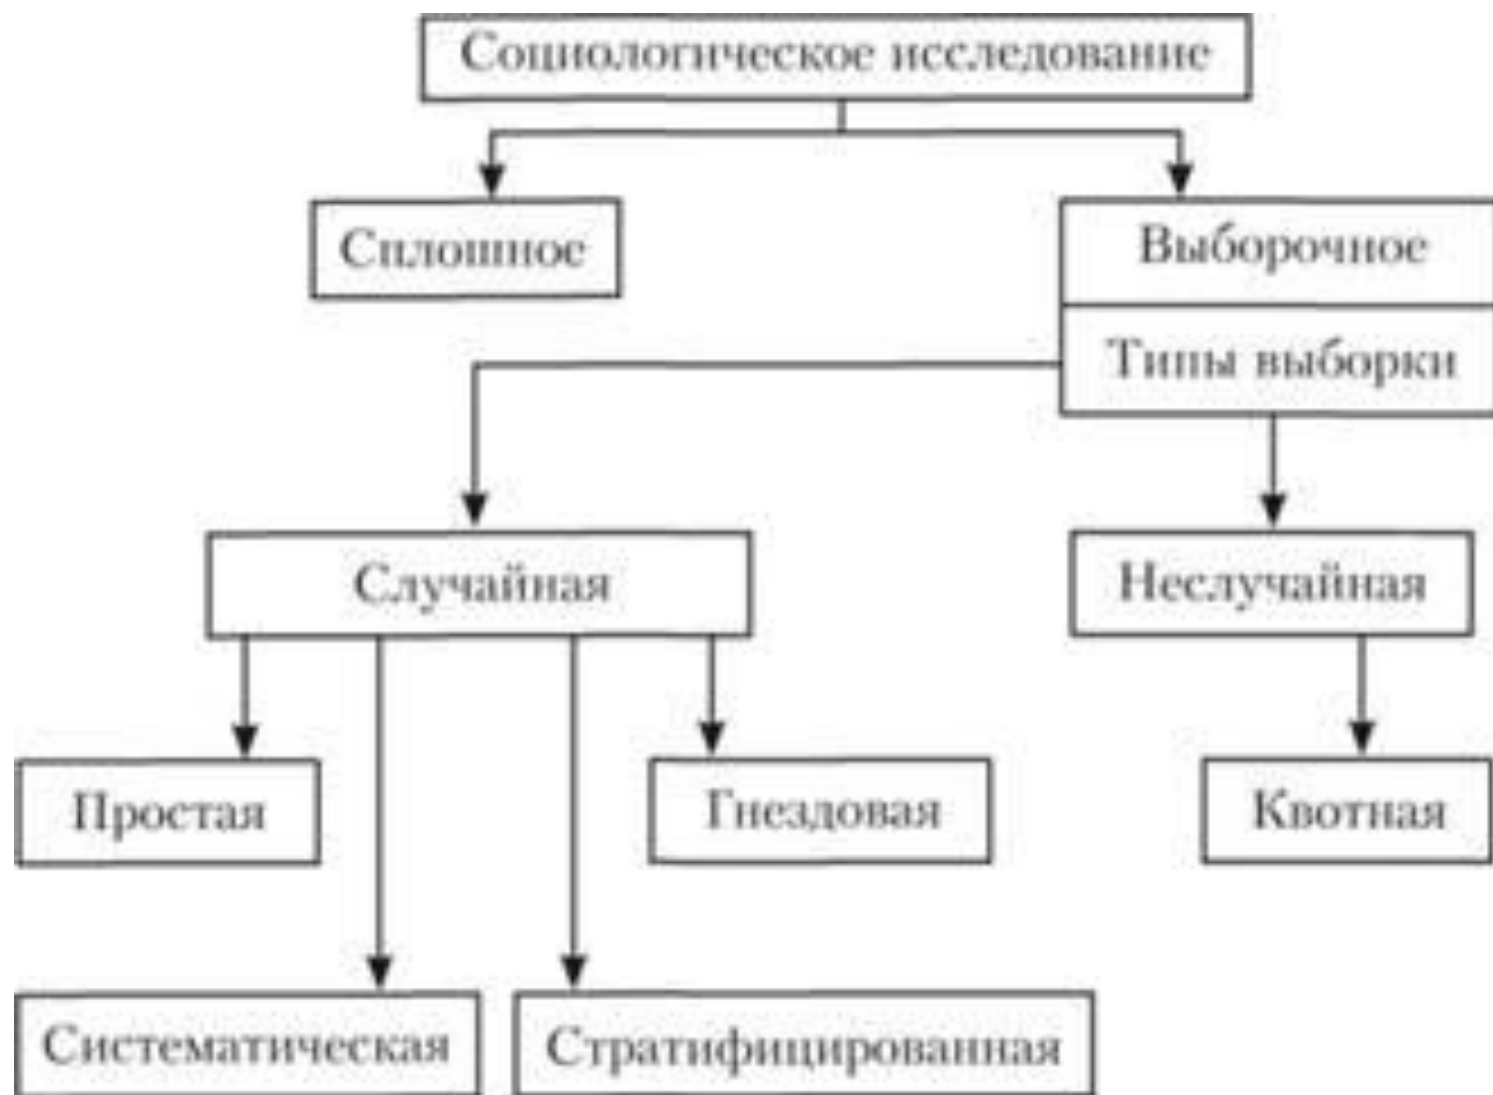 Социологическое исследование
Сплошное
Выборочное
Типы выборки
Случайная
Неслучайная
Простая
Гнездовая
Квотная
Систематическая
Стратифицированная